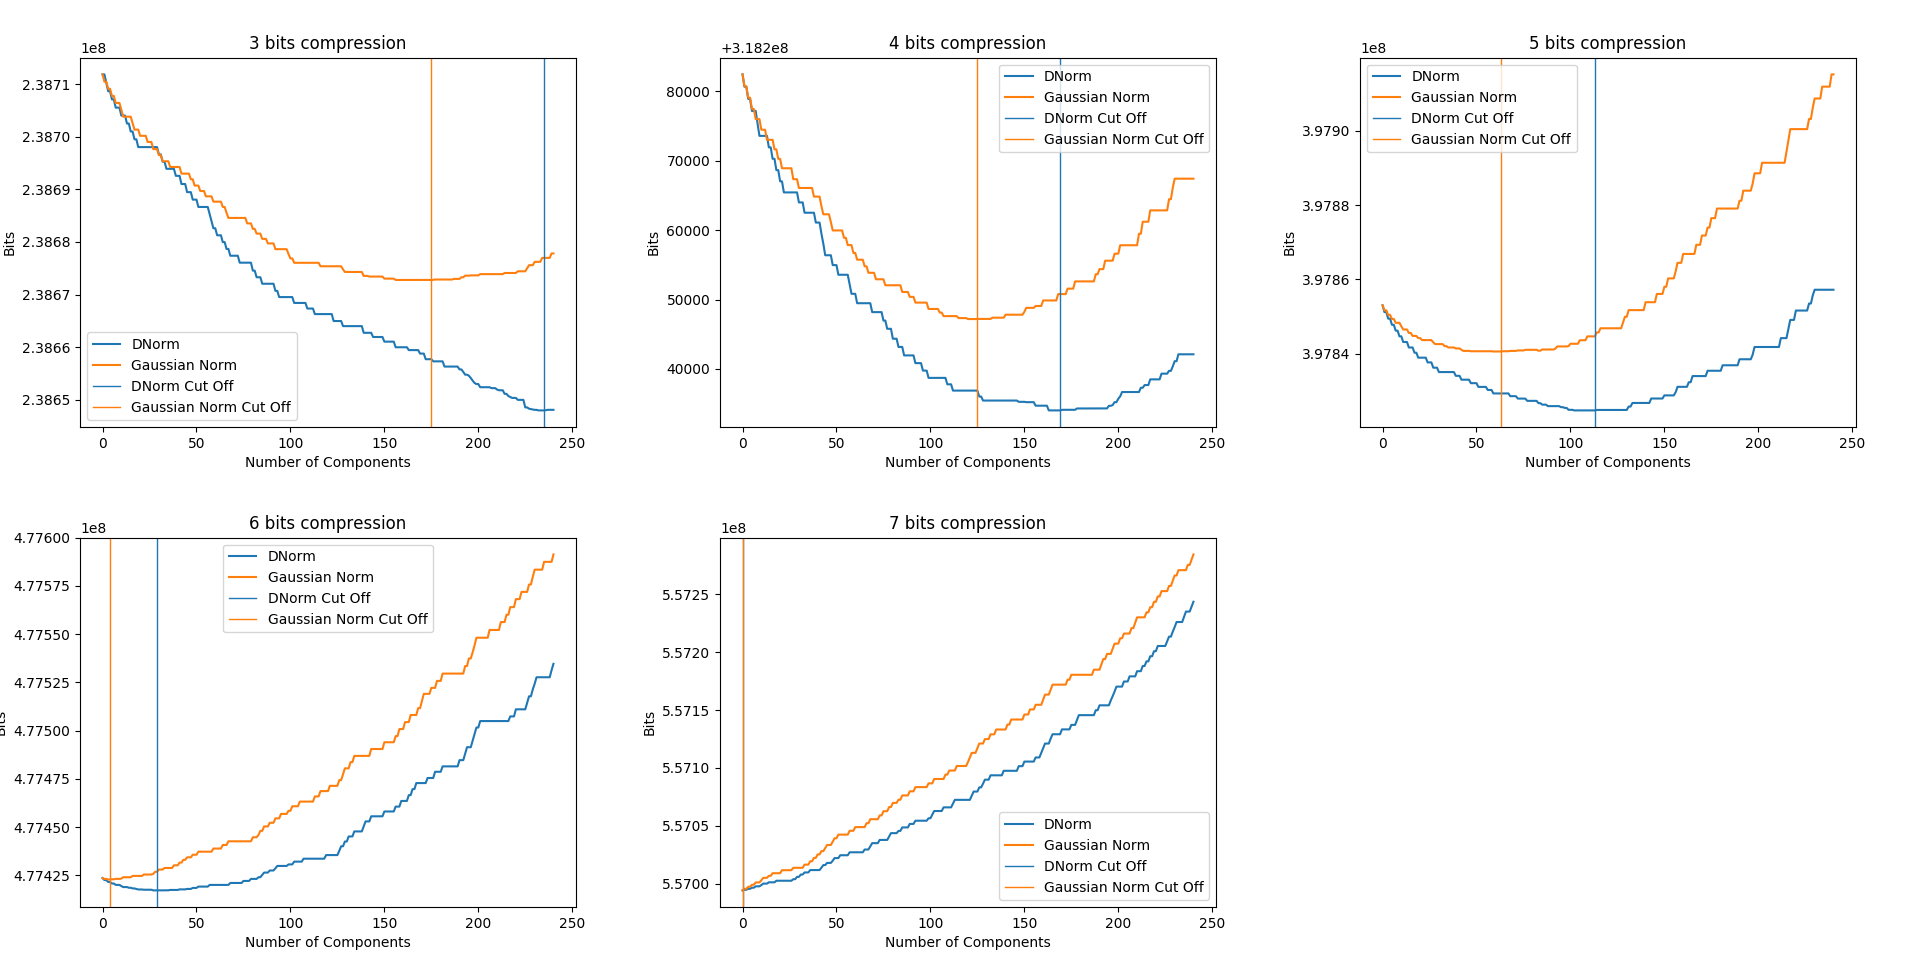 3 bits compression
1e8
2.3871
2.3870
2.3869
2.3868
2.3867
2.3866
2.3865
Bits
DNorm
Gaussian Norm
DNorm Cut Off
Gaussian Norm Cut Off
0 50 100 150 200 250
Number of Components
4 bits compression
+3.182e8
80000
70000
60000
50000
40000
Bits
DNorm
Gaussian Norm
DNorm Cut Off
Gaussian Norm Cut Off
0 50 100 150 200 250
Number of Components
5 bits compression
1e8
3.9790
3.9788
3.9786
3.9784
Bits
DNorm
Gaussian Norm
DNorm Cut Off
Gaussian Norm Cut Off
0 50 100 150 200 250
Number of Components
6 bits compression
1e8
4.77600
4.77575
4.77550
4.77525
4.77500
4.77475
4.77450
4.77425
Bits
DNorm
Gaussian Norm
DNorm Cut Off
Gaussian Norm Cut Off
0 50 100 150 200 250
Number of Components
7 bits compression
1e8
5.5725
5.5720
5.5715
5.5710
5.5705
5.5700
Bits
DNorm
Gaussian Norm
DNorm Cut Off
Gaussian Norm Cut Off
0 50 100 150 200 250
Number of Components